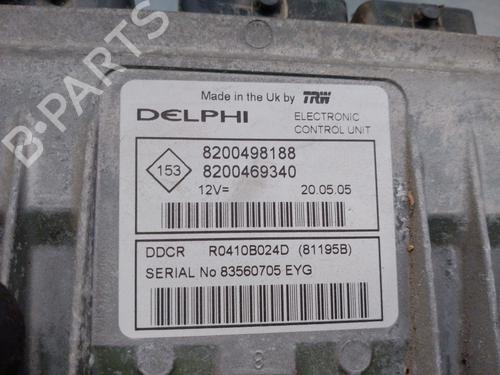 Made in the Uk by TRW
DELPHI
ELECTRONIC
CONTROL UNIT
153
8200498188
8200469340
12V= 20.05.05
DDCR R0410B024D (81195B)
SERIAL No 83560705 EYG
8
B-PARTS